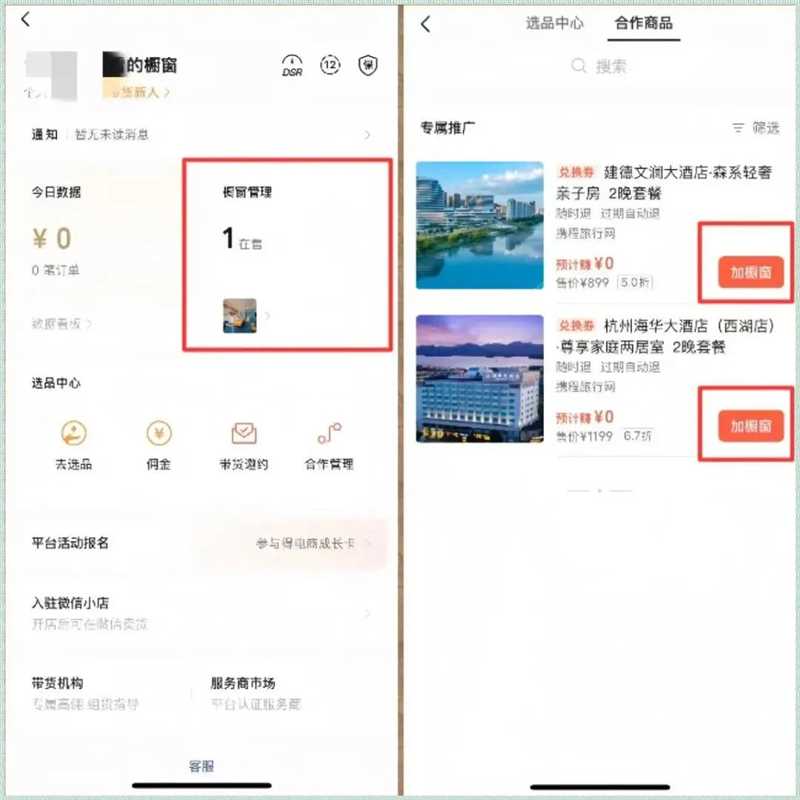 的橱窗
带货新人
DSR
12
保
通知 暂无未读消息
今日数据
¥ 0
0 笔订单
数据看板
橱窗管理
1在售
选品中心
去选品
佣金
带货邀约
合作管理
平台活动报名
参与得电商成长卡
入驻微信小店
开店后可在微信卖货
带货机构
专属高佣 组货指导
服务商市场
平台认证服务商
客服
选品中心 合作商品
搜索
专属推广
筛选
兑换券 建德文澜大酒店·森系轻奢
亲子房 2晚套餐
随时退 过期自动退
携程旅行网
预计赚¥0
售价¥899 5.0折
加橱窗
兑换券 杭州海华大酒店（西湖店）
·尊享家庭两居室 2晚套餐
随时退 过期自动退
携程旅行网
预计赚¥0
售价¥1199 6.7折
加橱窗